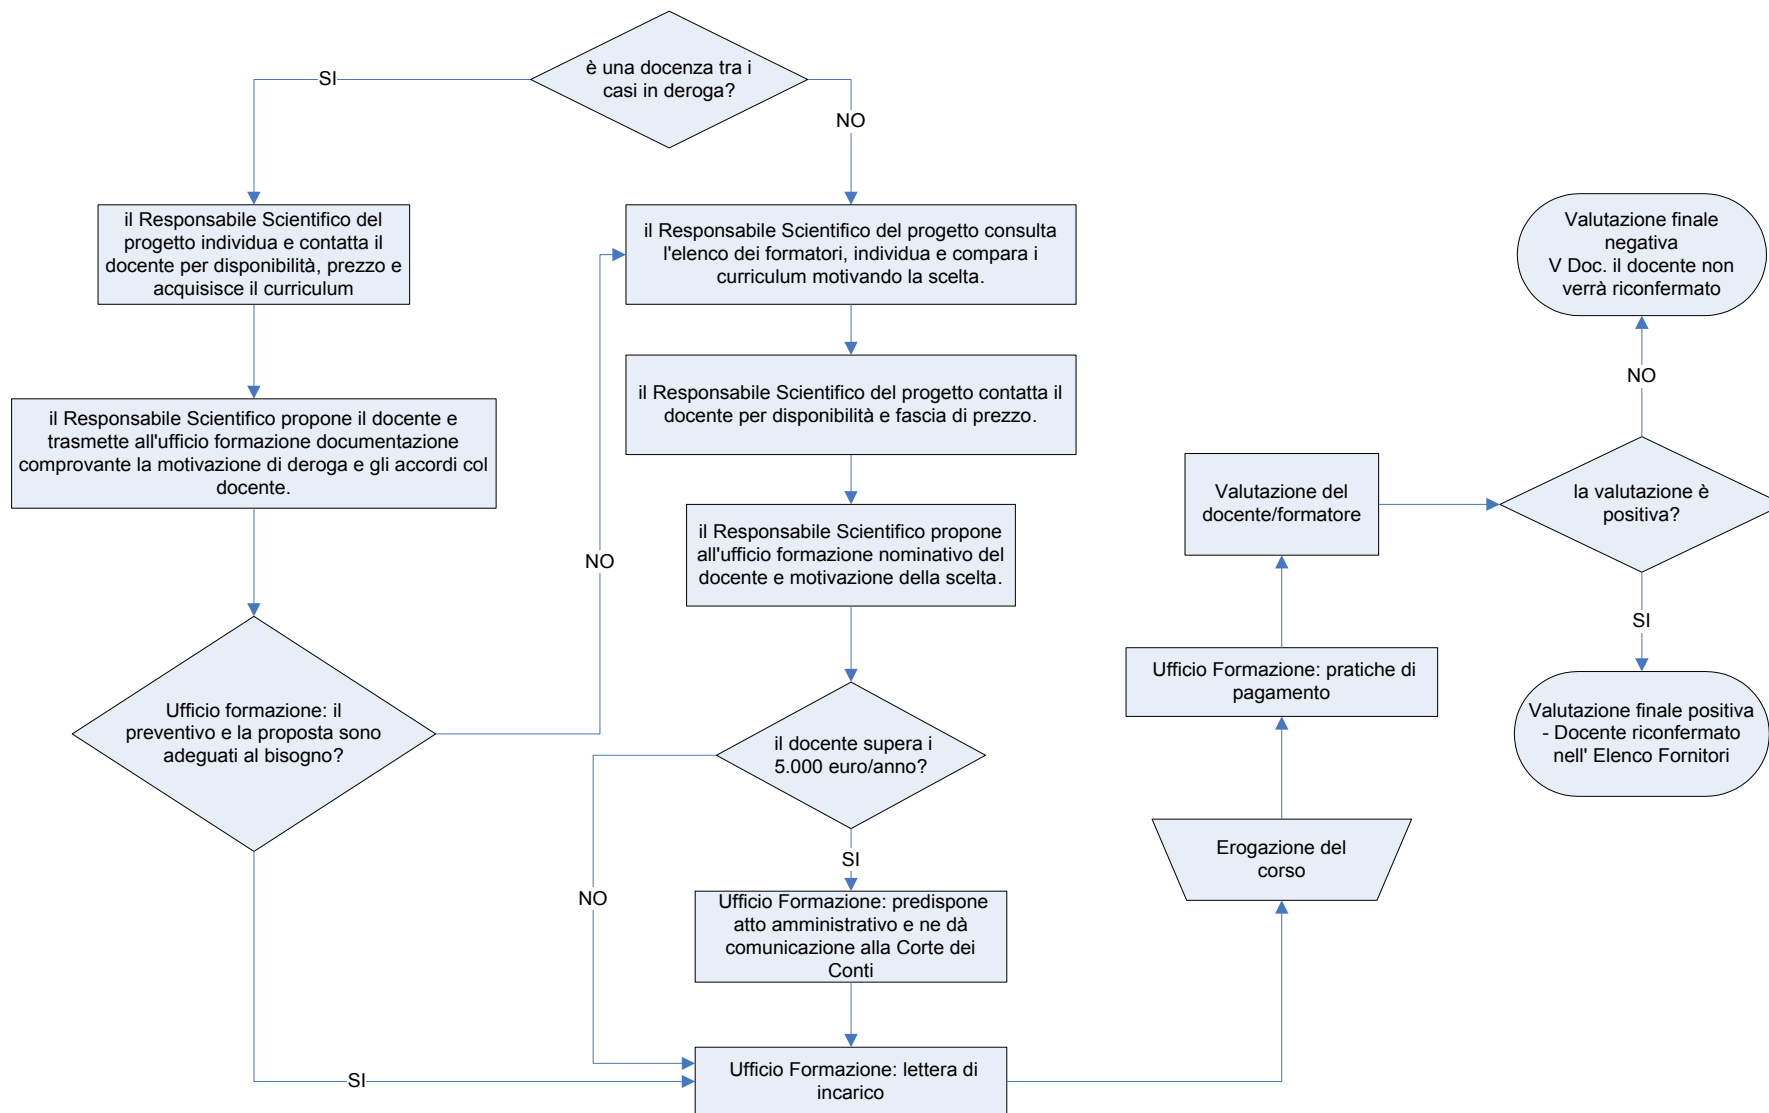 è una docenza tra i
casi in deroga?
SI
NO
il Responsabile Scientifico del
progetto individua e contatta il
docente per disponibilità, prezzo e
acquisisce il curriculum
il Responsabile Scientifico del progetto consulta
l'elenco dei formatori, individua e compara i
curriculum motivando la scelta.
il Responsabile Scientifico propone il docente e
trasmette all'ufficio formazione documentazione
comprovante la motivazione di deroga e gli accordi col
docente.
il Responsabile Scientifico del progetto contatta il
docente per disponibilità e fascia di prezzo.
il Responsabile Scientifico propone
all'ufficio formazione nominativo del
docente e motivazione della scelta.
NO
Ufficio formazione: il
preventivo e la proposta sono
adeguati al bisogno?
il docente supera i
5.000 euro/anno?
SI
NO
Ufficio Formazione: predispone
atto amministrativo e ne dà
comunicazione alla Corte dei
Conti
SI
Ufficio Formazione: lettera di
incarico
Erogazione del
corso
Ufficio Formazione: pratiche di
pagamento
Valutazione del
docente/formatore
la valutazione è
positiva?
NO
Valutazione finale
negativa
V Doc. il docente non
verrà riconfermato
SI
Valutazione finale positiva
- Docente riconfermato
nell' Elenco Fornitori